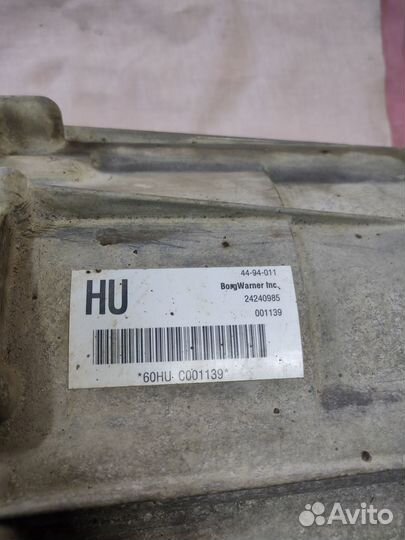 44-94-011
HU
BorgWarner Inc.
24240985
001139
*60HU C001139*
Avito